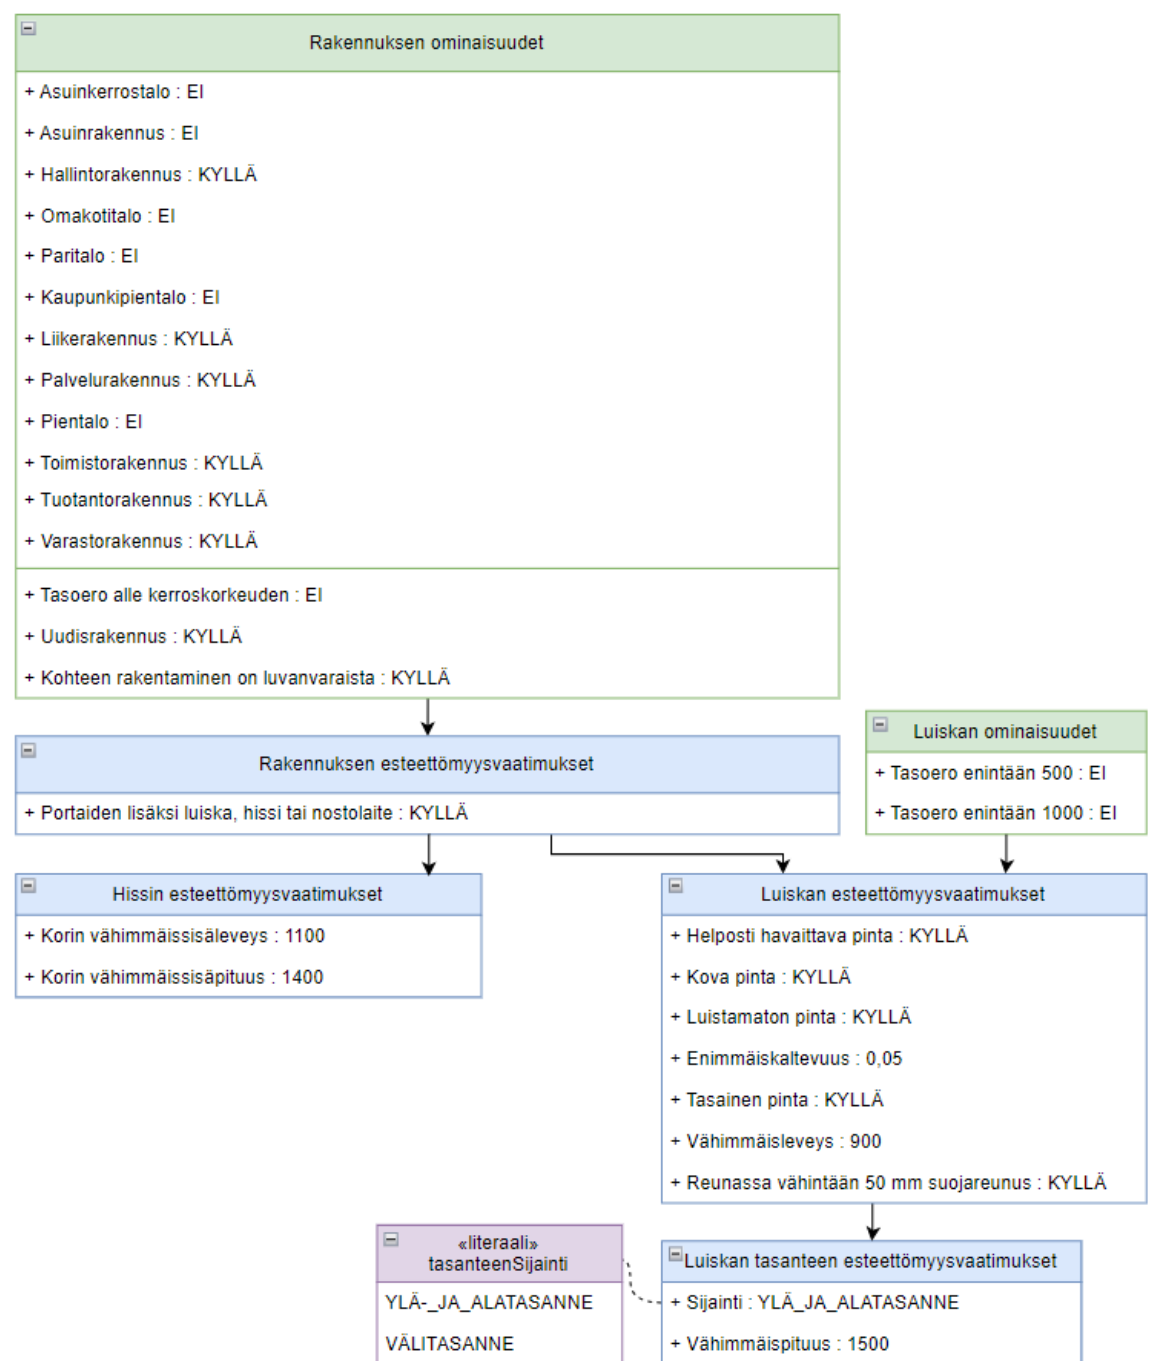 Rakennuksen ominaisuudet
+ Asuinkerrostalo : EI
+ Asuinrakennus : EI
+ Hallintorakennus : KYLLÄ
+ Omakotitalo : EI
+ Paritalo : EI
+ Kaupunkipientalo : EI
+ Liikerakennus : KYLLÄ
+ Palvelurakennus : KYLLÄ
+ Pientalo : EI
+ Toimistorakennus : KYLLÄ
+ Tuotantorakennus : KYLLÄ
+ Varastorakennus : KYLLÄ
+ Tasoero alle kerroskorkeuden : EI
+ Uudisrakennus : KYLLÄ
+ Kohteen rakentaminen on luvanvaraista : KYLLÄ
Luiskan ominaisuudet
+ Tasoero enintään 500 : EI
+ Tasoero enintään 1000 : EI
Rakennuksen esteettömyysvaatimukset
+ Portaiden lisäksi luiska, hissi tai nostolaite : KYLLÄ
Hissin esteettömyysvaatimukset
+ Korin vähimmäissisäleveys : 1100
+ Korin vähimmäissisäpituus : 1400
Luiskan esteettömyysvaatimukset
+ Helposti havaittava pinta : KYLLÄ
+ Kova pinta : KYLLÄ
+ Luistamaton pinta : KYLLÄ
+ Enimmäiskaltevuus : 0,05
+ Tasainen pinta : KYLLÄ
+ Vähimmäisleveys : 900
+ Reunassa vähintään 50 mm suojareunus : KYLLÄ
«literaali»
tasanteenSijainti
YLÄ-_JA_ALATASANNE
VÄLITASANNE
Luiskan tasanteen esteettömyysvaatimukset
+ Sijainti : YLÄ_JA_ALATASANNE
+ Vähimmäispituus : 1500